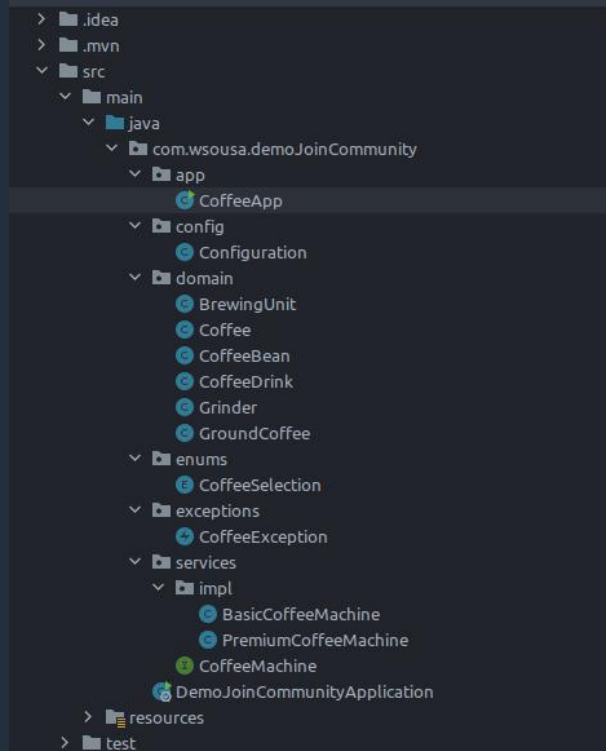 .idea
.mvn
src
main
java
com.wsousa.demoJoinCommunity
app
CoffeeApp
config
Configuration
domain
BrewingUnit
Coffee
CoffeeBean
CoffeeDrink
Grinder
GroundCoffee
enums
CoffeeSelection
exceptions
CoffeeException
services
impl
BasicCoffeeMachine
PremiumCoffeeMachine
CoffeeMachine
DemoJoinCommunityApplication
resources
test